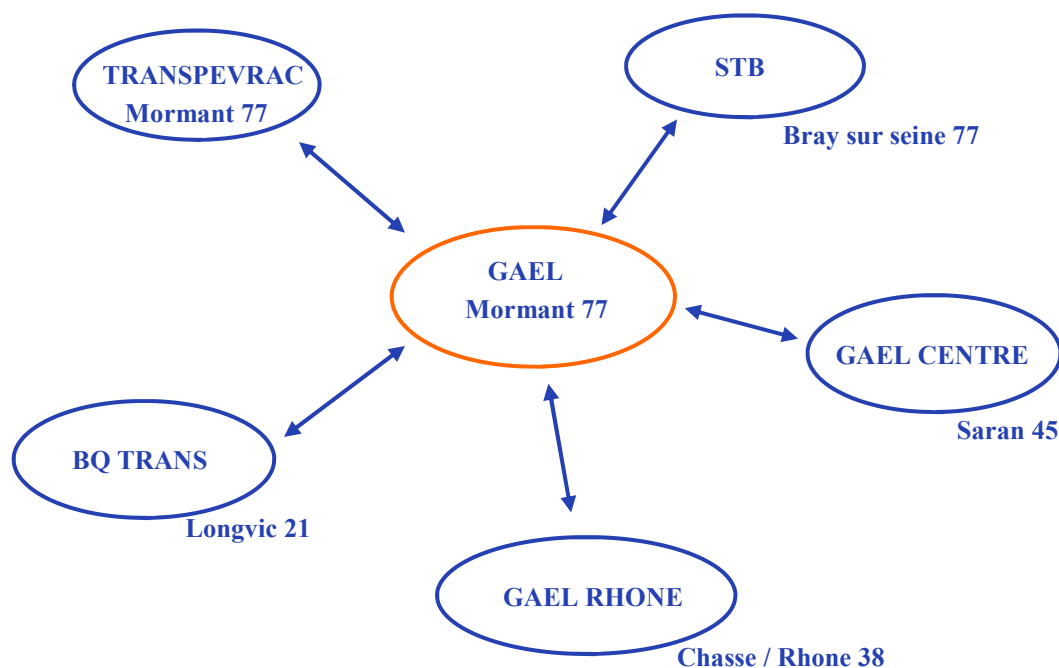 TRANSPEVRAC
Mormant 77
STB
Bray sur seine 77
GAEL
Mormant 77
GAEL CENTRE
Saran 45
BQ TRANS
Longvic 21
GAEL RHONE
Chasse / Rhone 38